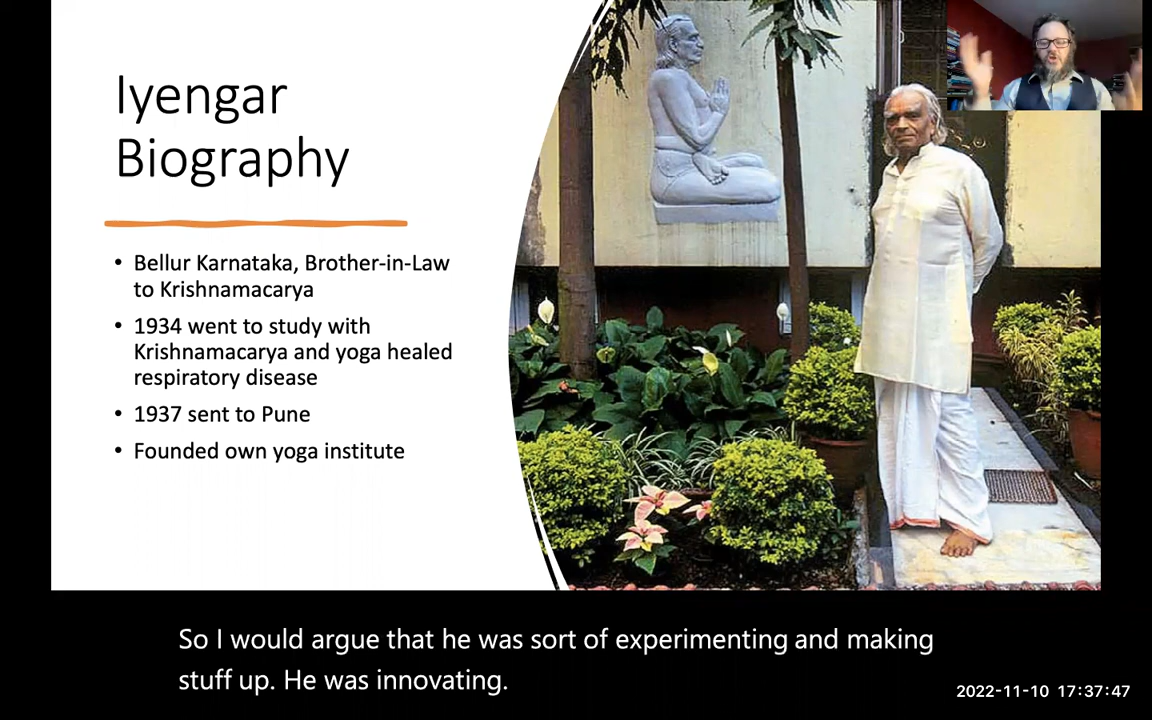 Iyengar
Biography
• Bellur Karnataka, Brother-in-Law
to Krishnamacarya
• 1934 went to study with
Krishnamacarya and yoga healed
respiratory disease
• 1937 sent to Pune
• Founded own yoga institute
So I would argue that he was sort of experimenting and making
stuff up. He was innovating.
2022-11-10 17:37:47